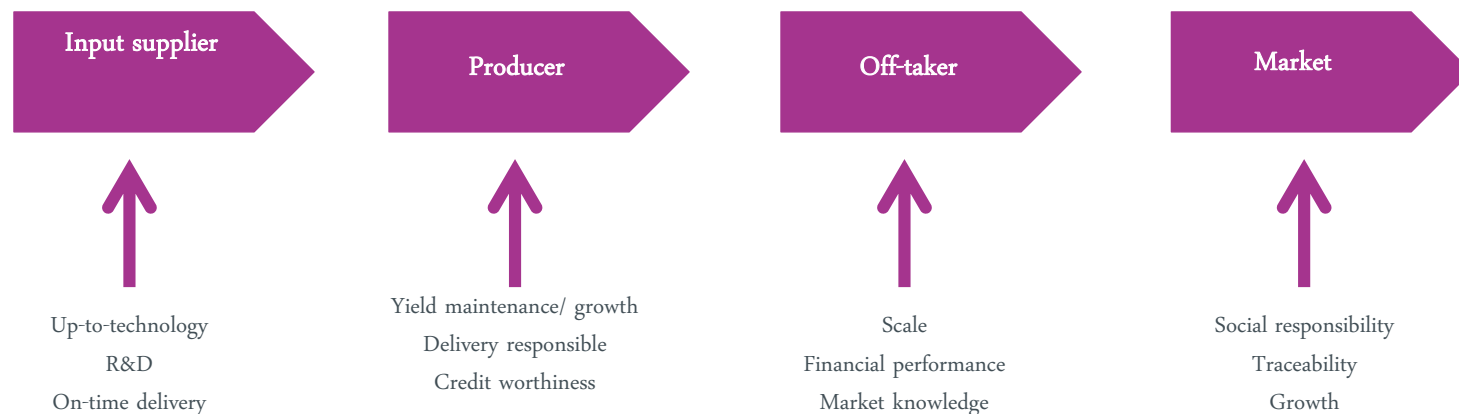 Input supplier
Producer
Off-taker
Market
Up-to-technology
R&D
On-time delivery
Yield maintenance/ growth
Delivery responsible
Credit worthiness
Scale
Financial performance
Market knowledge
Social responsibility
Traceability
Growth